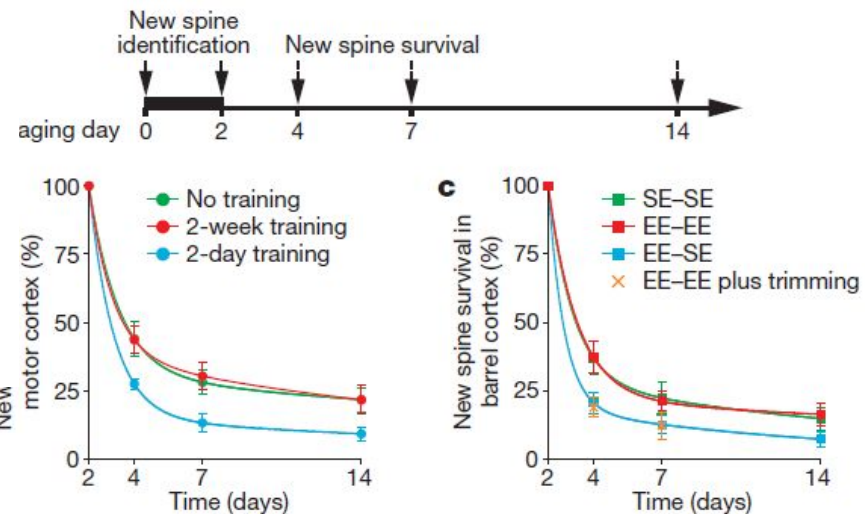 New spine
identification
New spine survival
aging day
0
2
4
7
14
motor cortex (%)
100
75
50
25
0
No training
2-week training
2-day training
2
4
7
14
Time (days)
c
New spine survival in
barrel cortex (%)
100
75
50
25
0
SE–SE
EE–EE
EE–SE
EE–EE plus trimming
2
4
7
14
Time (days)